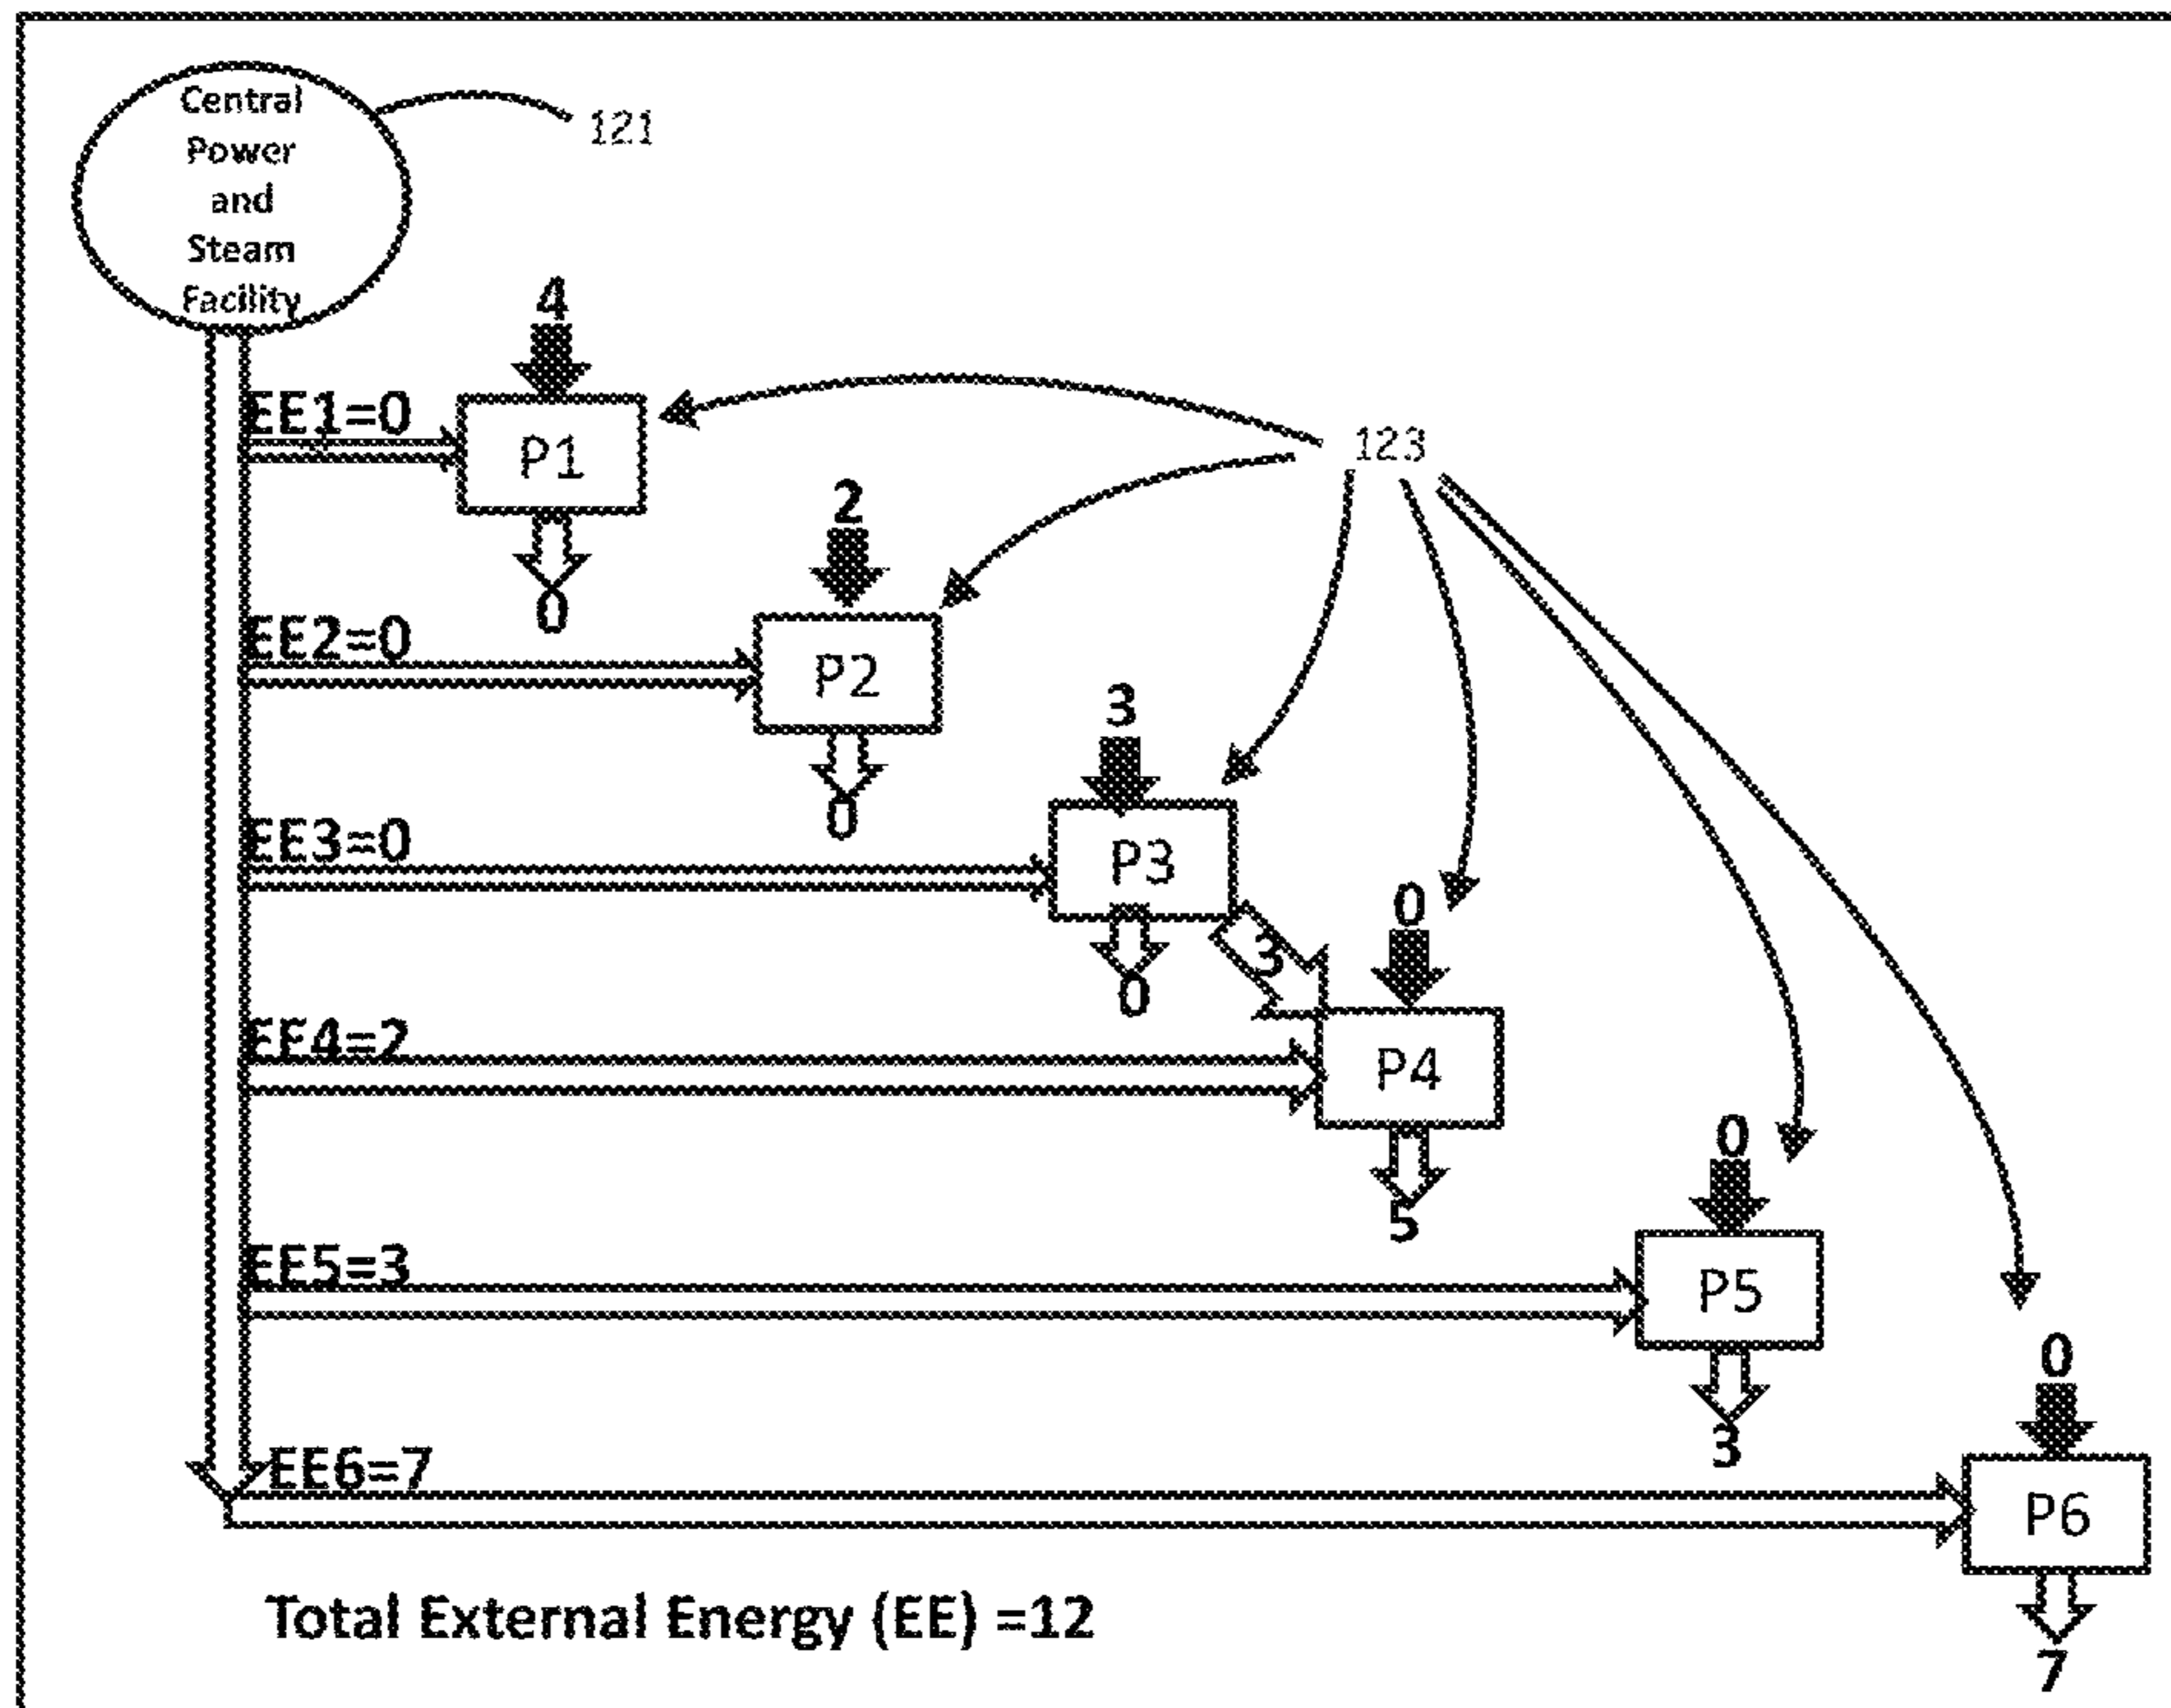 Central
Power
and
Steam
Facility
121
4
EE1=0
P1
123
0
2
EE2=0
P2
0
3
EE3=0
P3
0
3
0
EE4=2
P4
5
0
EE5=3
P5
3
0
EE6=7
P6
7
Total External Energy (EE) =12